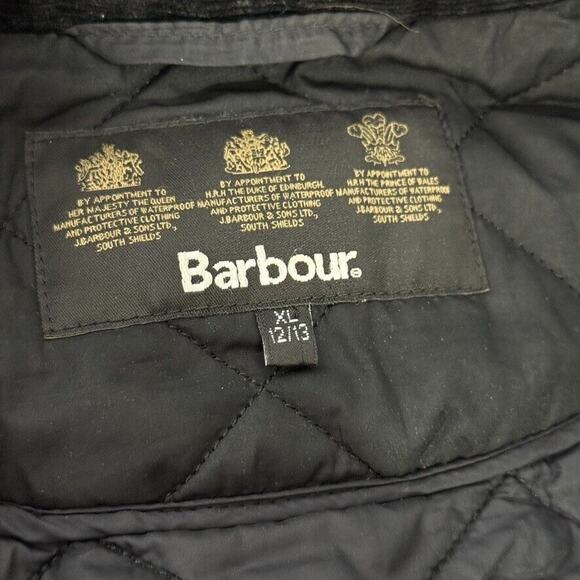 BY APPOINTMENT TO
HER MAJESTY THE QUEEN
MANUFACTURERS OF WATERPROOF
AND PROTECTIVE CLOTHING
J.BARBOUR & SONS LTD.,
SOUTH SHIELDS
BY APPOINTMENT TO
H.R.H THE DUKE OF EDINBURGH,
MANUFACTURERS OF WATERPROOF
AND PROTECTIVE CLOTHING
J.BARBOUR & SONS LTD.,
SOUTH SHIELDS
BY APPOINTMENT TO
H.R.H THE PRINCE OF WALES
MANUFACTURERS OF WATERPROOF
AND PROTECTIVE CLOTHING
J.BARBOUR & SONS LTD.,
SOUTH SHIELDS
Barbour®
XL
12/13